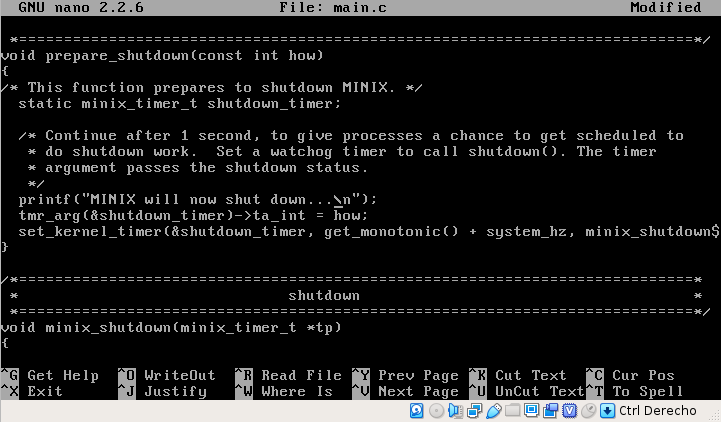 GNU nano 2.2.6 File: main.c Modified
*===========================================================================*/
void prepare_shutdown(const int how)
{
/* This function prepares to shutdown MINIX. */
  static minix_timer_t shutdown_timer;
  /* Continue after 1 second, to give processes a chance to get scheduled to
   * do shutdown work.  Set a watchog timer to call shutdown(). The timer
   * argument passes the shutdown status.
   */
  printf("MINIX will now shut down...\n");
  tmr_arg(&shutdown_timer)->ta_int = how;
  set_kernel_timer(&shutdown_timer, get_monotonic() + system_hz, minix_shutdown$
}
/*===========================================================================*
 *                              shutdown                                     *
 *===========================================================================*/
void minix_shutdown(minix_timer_t *tp)
{
^G Get Help ^O WriteOut ^R Read File ^Y Prev Page ^K Cut Text ^C Cur Pos
^X Exit ^J Justify ^W Where Is ^V Next Page ^U UnCut Text ^T To Spell
Ctrl Derecho